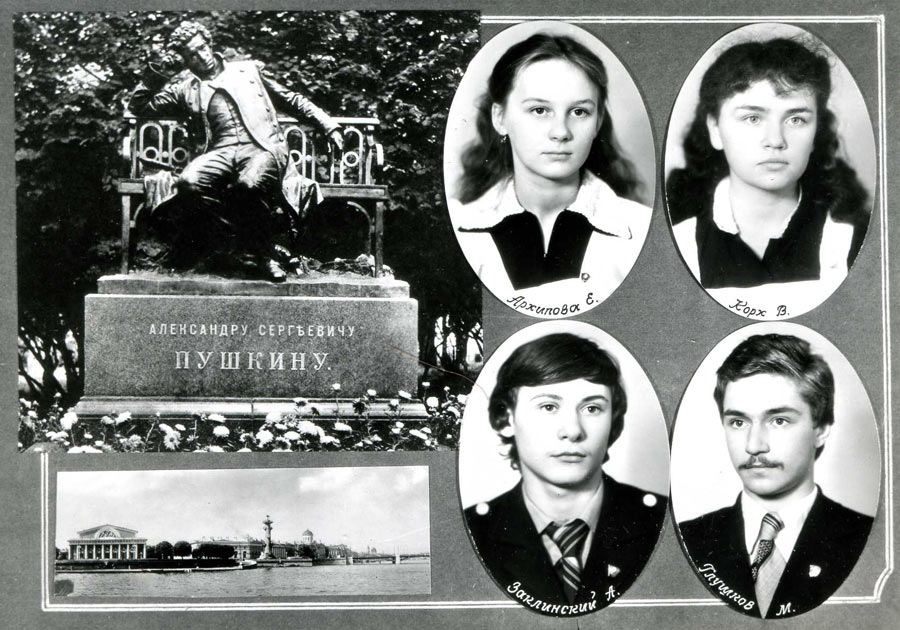 АЛЕКСАНДРУ СЕРГѢЕВИЧУ
ПУШКИНУ.
Архипова Е.
Корх В.
Заклинский А.
Глушков М.